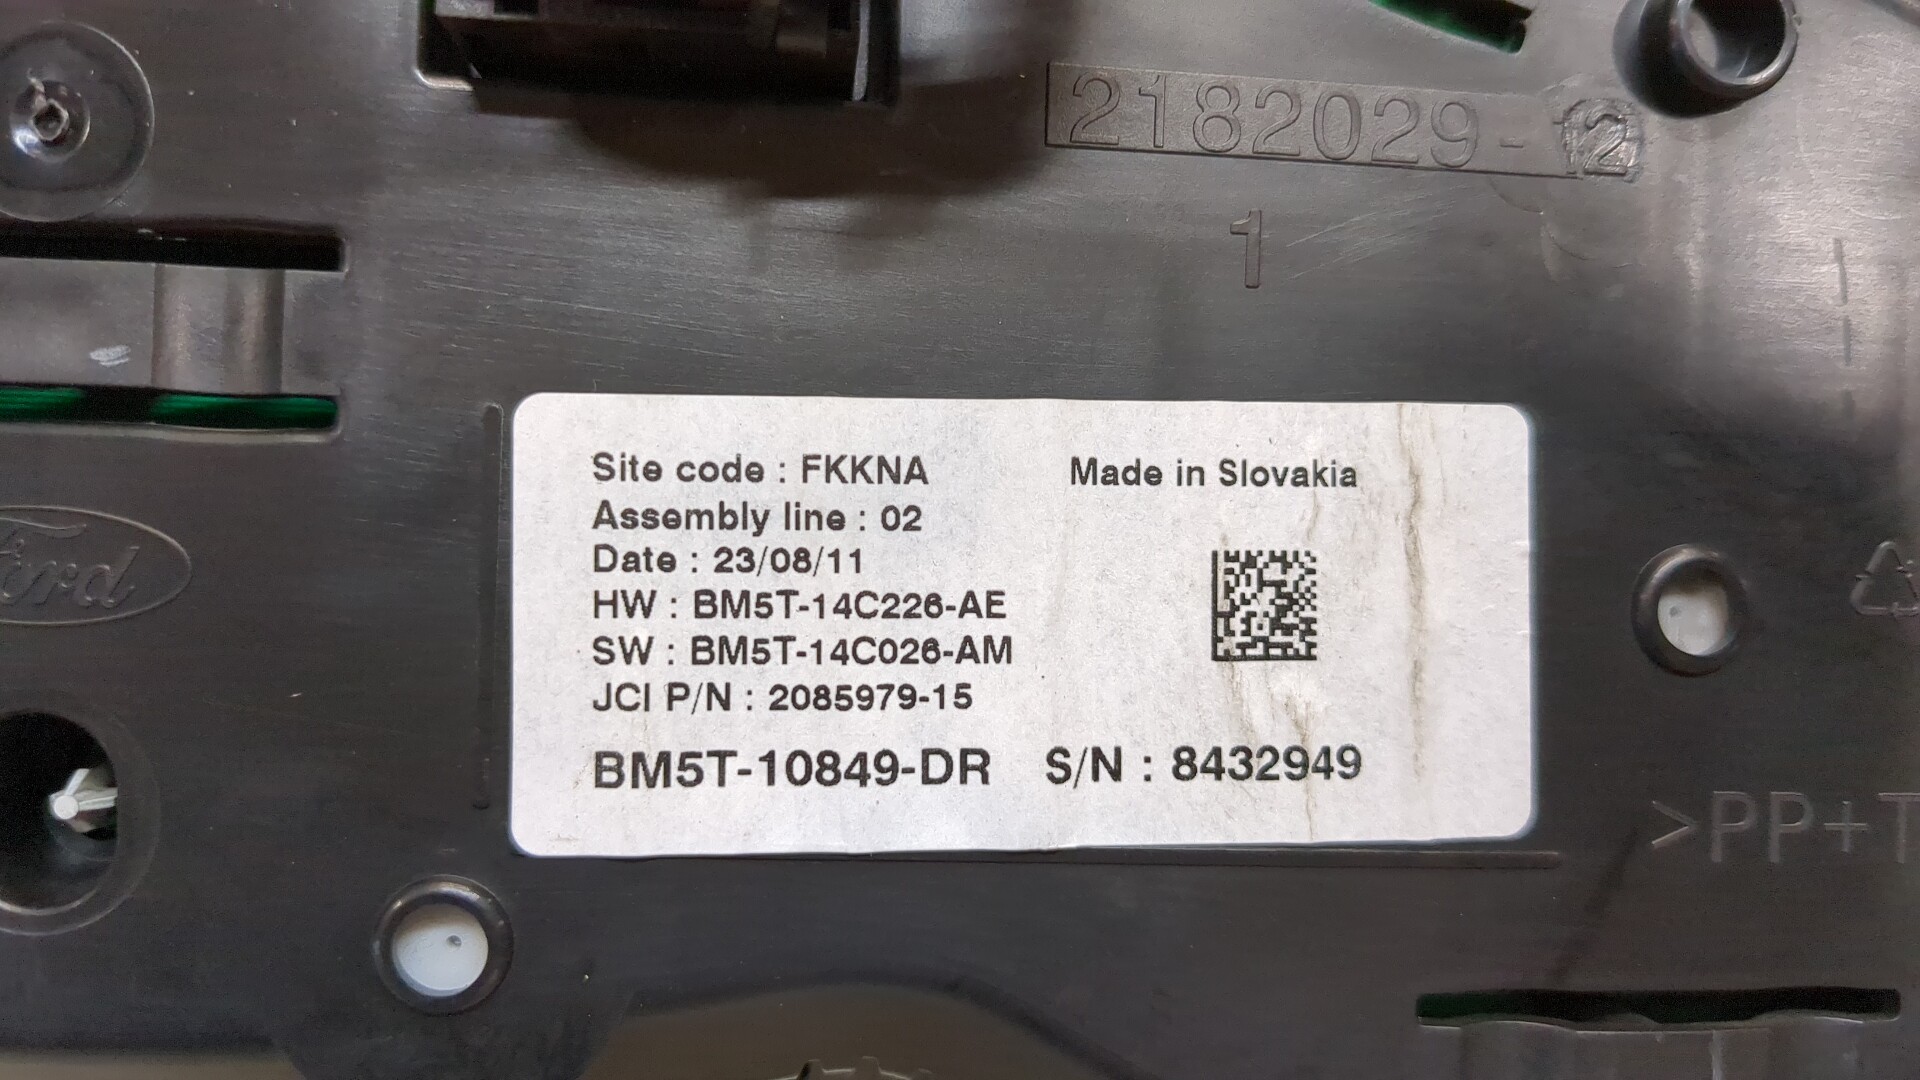 2182029-12
1
Site code : FKKNA
Made in Slovakia
Assembly line : 02
Date : 23/08/11
HW : BM5T-14C226-AE
SW : BM5T-14C026-AM
JCI P/N : 2085979-15
BM5T-10849-DR S/N : 8432949
Ford
>PP+T